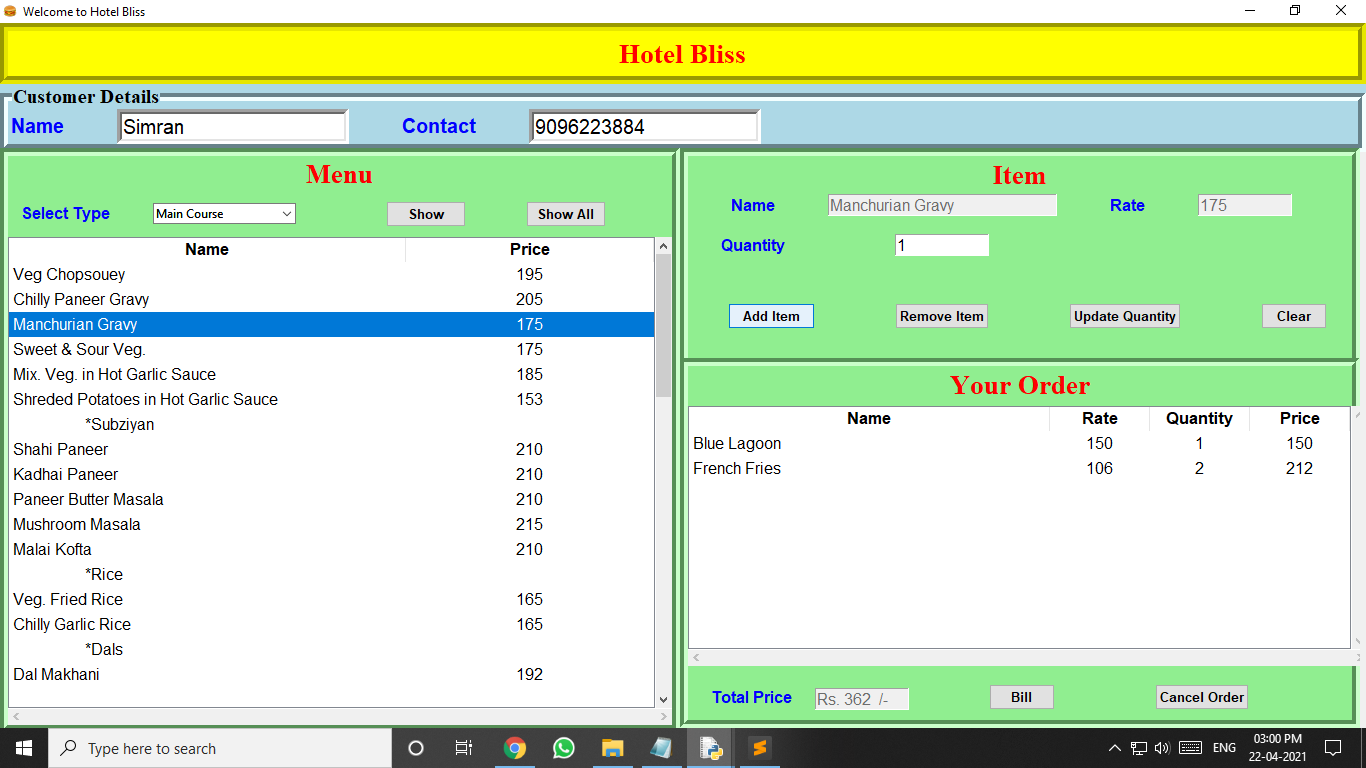 Welcome to Hotel Bliss
Hotel Bliss
Customer Details
Name Simran Contact 9096223884
Menu
Select Type Main Course Show Show All
Name Price
Veg Chopsouey 195
Chilly Paneer Gravy 205
Manchurian Gravy 175
Sweet & Sour Veg. 175
Mix. Veg. in Hot Garlic Sauce 185
Shreded Potatoes in Hot Garlic Sauce 153
*Subziyan
Shahi Paneer 210
Kadhai Paneer 210
Paneer Butter Masala 210
Mushroom Masala 215
Malai Kofta 210
*Rice
Veg. Fried Rice 165
Chilly Garlic Rice 165
*Dals
Dal Makhani 192
Item
Name Manchurian Gravy Rate 175
Quantity 1
Add Item Remove Item Update Quantity Clear
Your Order
Name Rate Quantity Price
Blue Lagoon 150 1 150
French Fries 106 2 212
Total Price Rs. 362 /- Bill Cancel Order
Type here to search
ENG
03:00 PM
22-04-2021